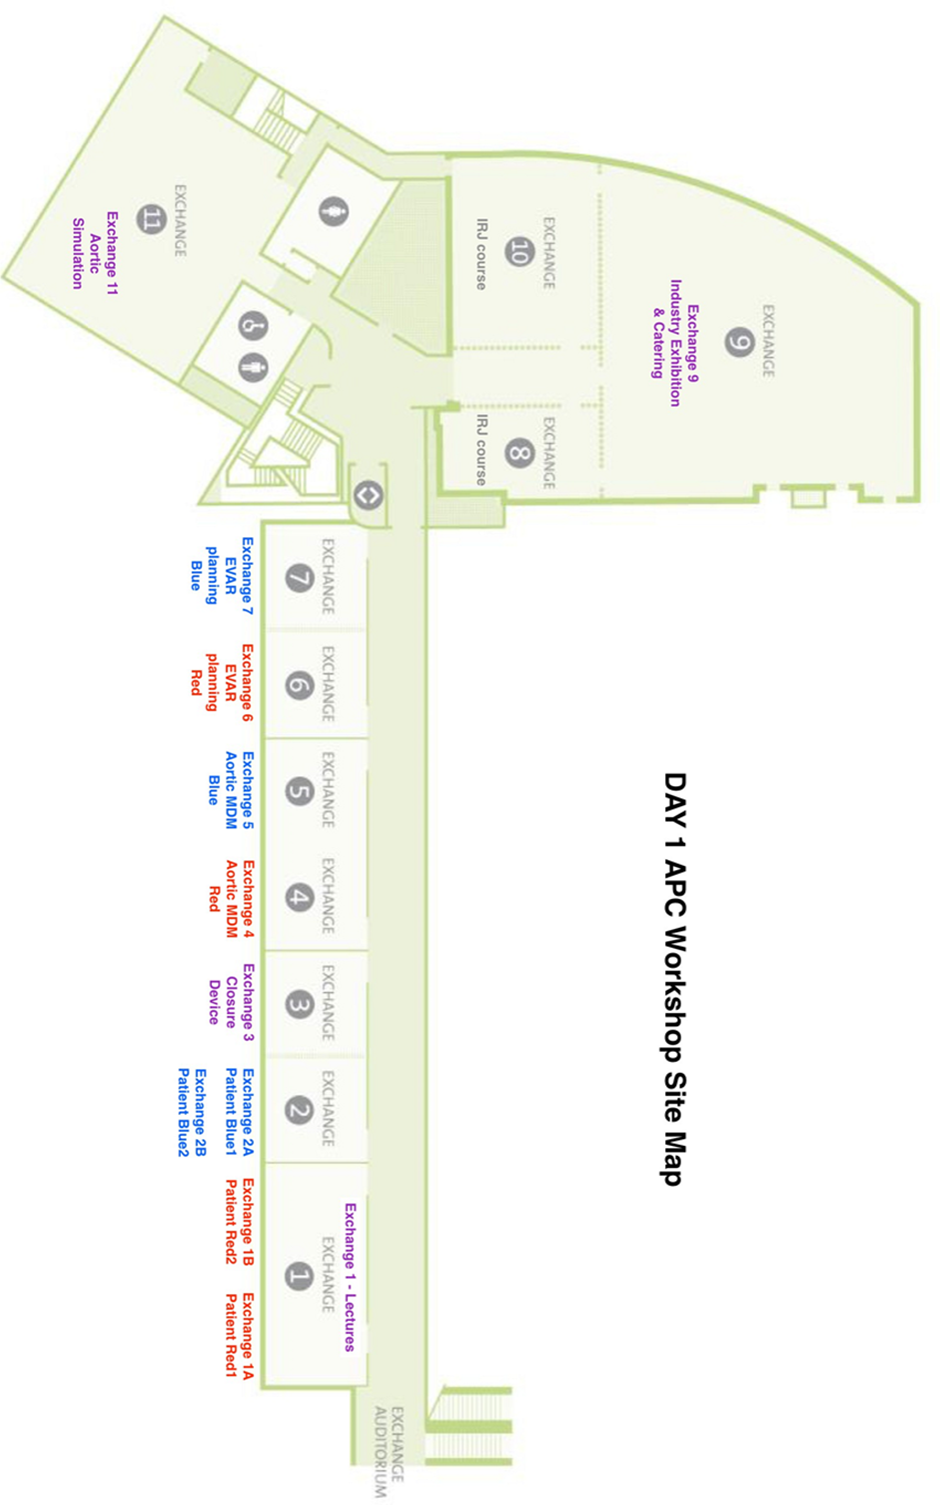 DAY 1 APC Workshop Site Map
EXCHANGE
9
Exchange 9
Industry Exhibition
& Catering
EXCHANGE
10
IRJ course
EXCHANGE
8
IRJ course
EXCHANGE
11
Exchange 11
Aortic
Simulation
EXCHANGE
7
Exchange 7
EVAR
planning
Blue
EXCHANGE
6
Exchange 6
EVAR
planning
Red
EXCHANGE
5
Exchange 5
Aortic MDM
Blue
EXCHANGE
4
Exchange 4
Aortic MDM
Red
EXCHANGE
3
Exchange 3
Closure
Device
EXCHANGE
2
Exchange 2A
Patient Blue1
Exchange 2B
Patient Blue2
Exchange 1 - Lectures
EXCHANGE
1
Exchange 1B
Patient Red2
Exchange 1A
Patient Red1
EXCHANGE
AUDITORIUM